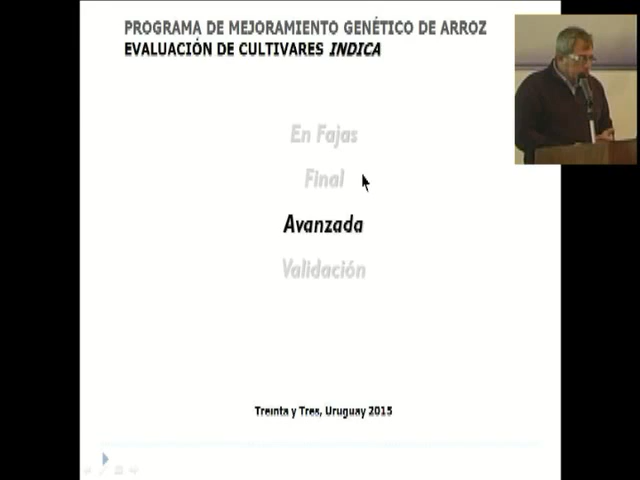 PROGRAMA DE MEJORAMIENTO GENÉTICO DE ARROZ
EVALUACIÓN DE CULTIVARES INDICA
En Fajas
Final
Avanzada
Validación
Treinta y Tres, Uruguay 2015